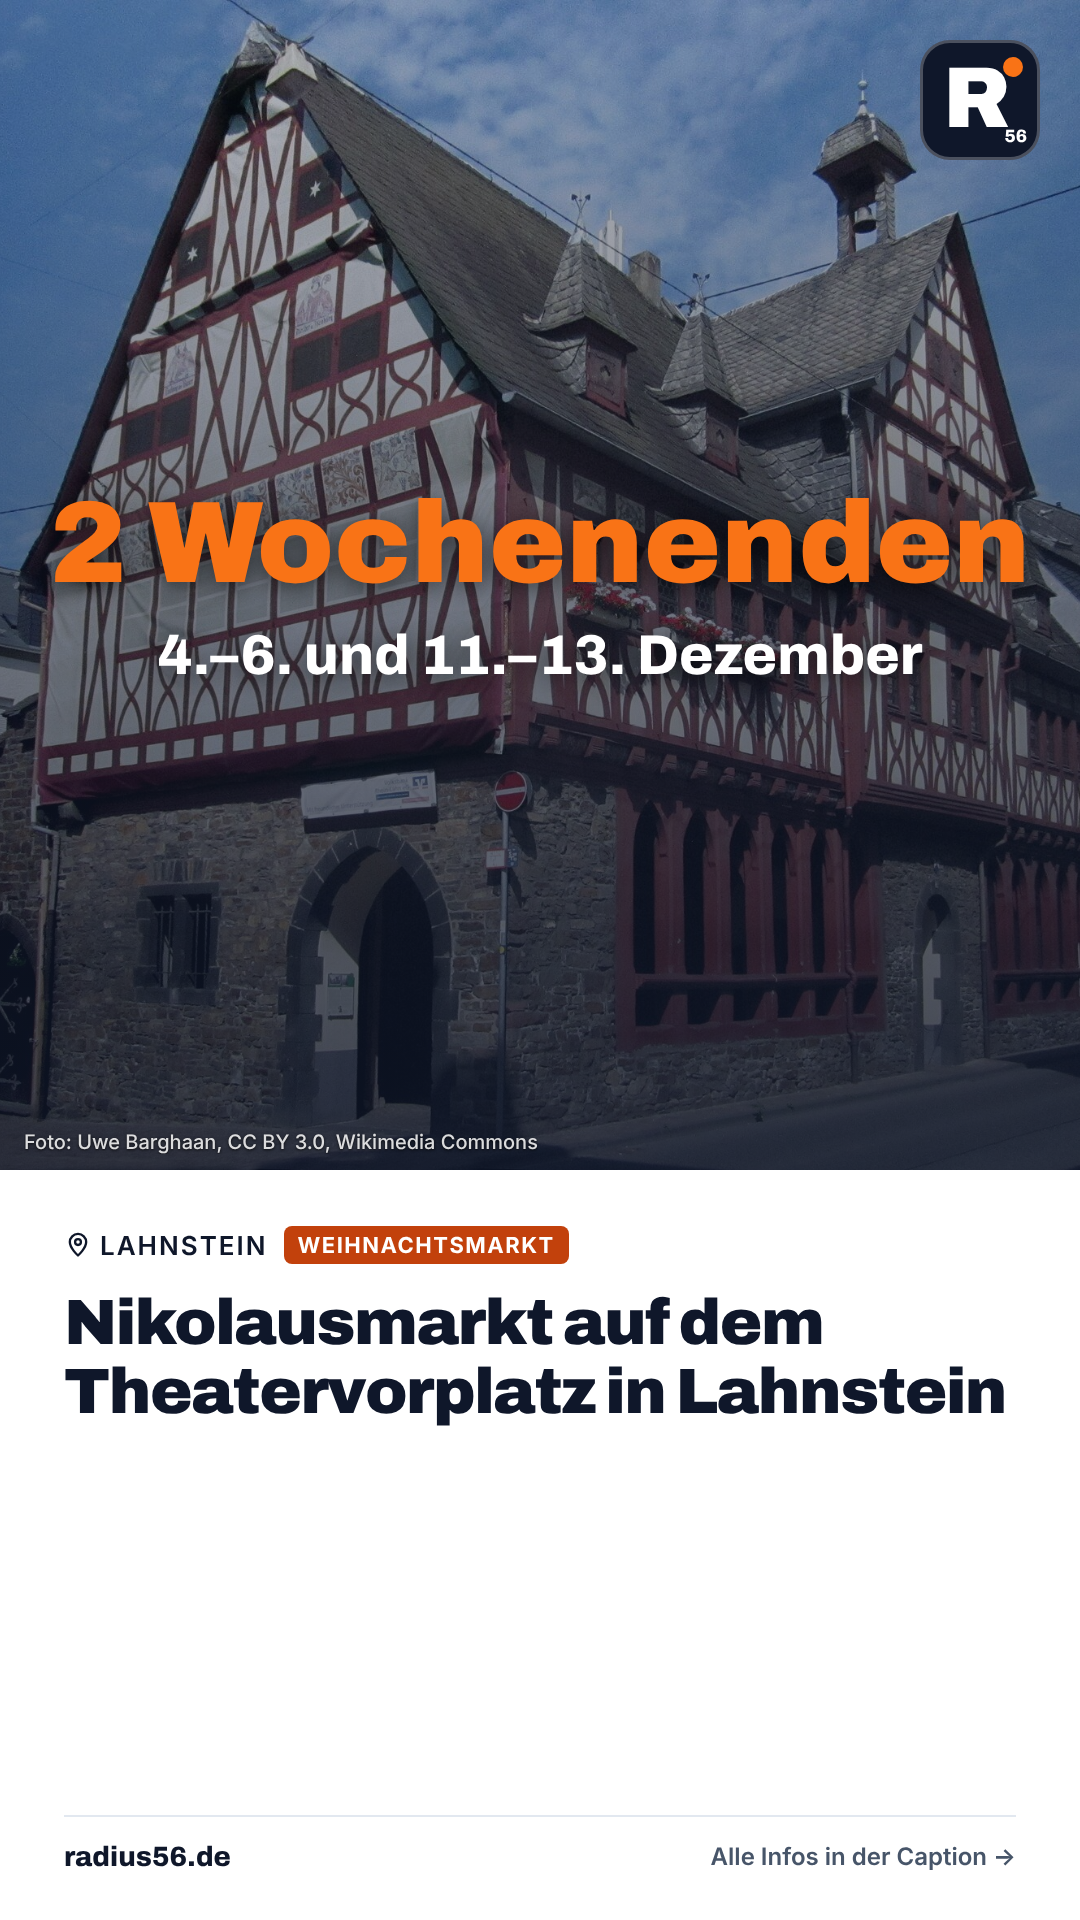 R
56
2 Wochenenden
4.–6. und 11.–13. Dezember
Foto: Uwe Barghaan, CC BY 3.0, Wikimedia Commons
LAHNSTEIN WEIHNACHTSMARKT
Nikolausmarkt auf dem
Theatervorplatz in Lahnstein
radius56.de Alle Infos in der Caption →